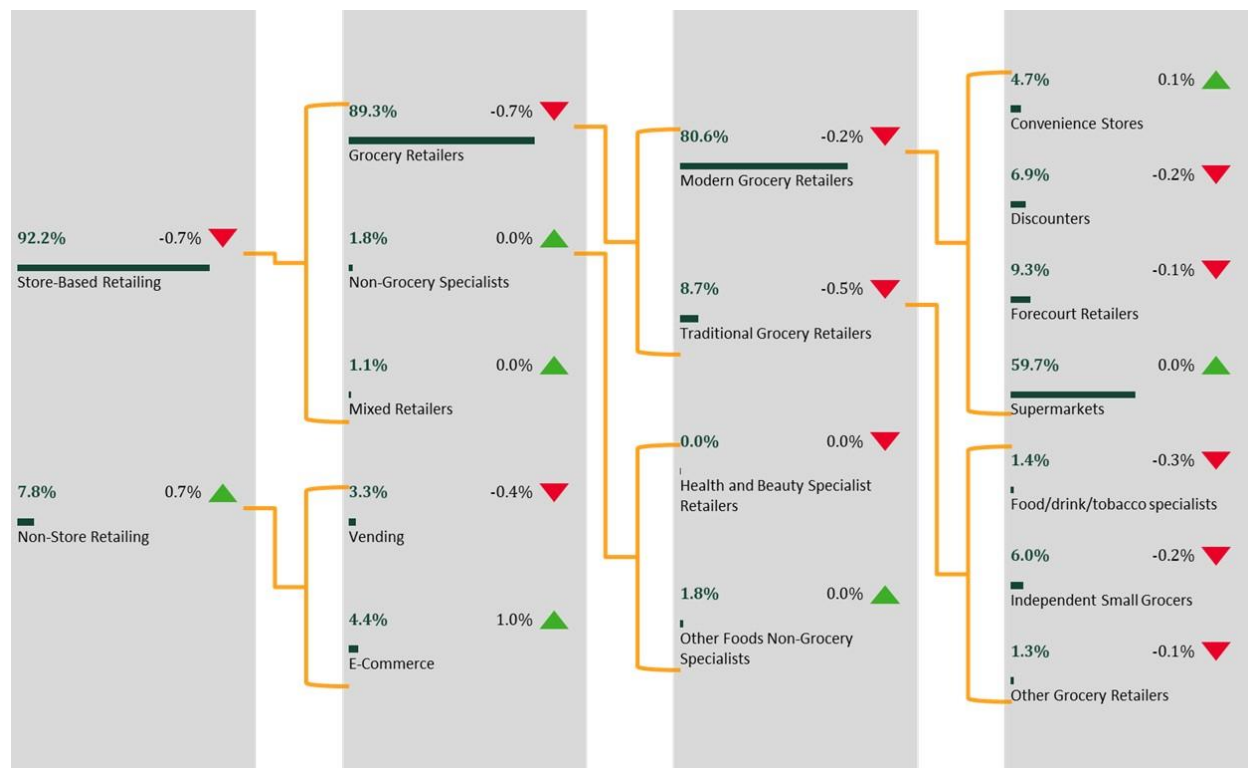 92.2% -0.7%
Store-Based Retailing
7.8% 0.7%
Non-Store Retailing
89.3% -0.7%
Grocery Retailers
1.8% 0.0%
Non-Grocery Specialists
1.1% 0.0%
Mixed Retailers
3.3% -0.4%
Vending
4.4% 1.0%
E-Commerce
80.6% -0.2%
Modern Grocery Retailers
8.7% -0.5%
Traditional Grocery Retailers
0.0% 0.0%
Health and Beauty Specialist
Retailers
1.8% 0.0%
Other Foods Non-Grocery
Specialists
4.7% 0.1%
Convenience Stores
6.9% -0.2%
Discounters
9.3% -0.1%
Forecourt Retailers
59.7% 0.0%
Supermarkets
1.4% -0.3%
Food/drink/tobacco specialists
6.0% -0.2%
Independent Small Grocers
1.3% -0.1%
Other Grocery Retailers